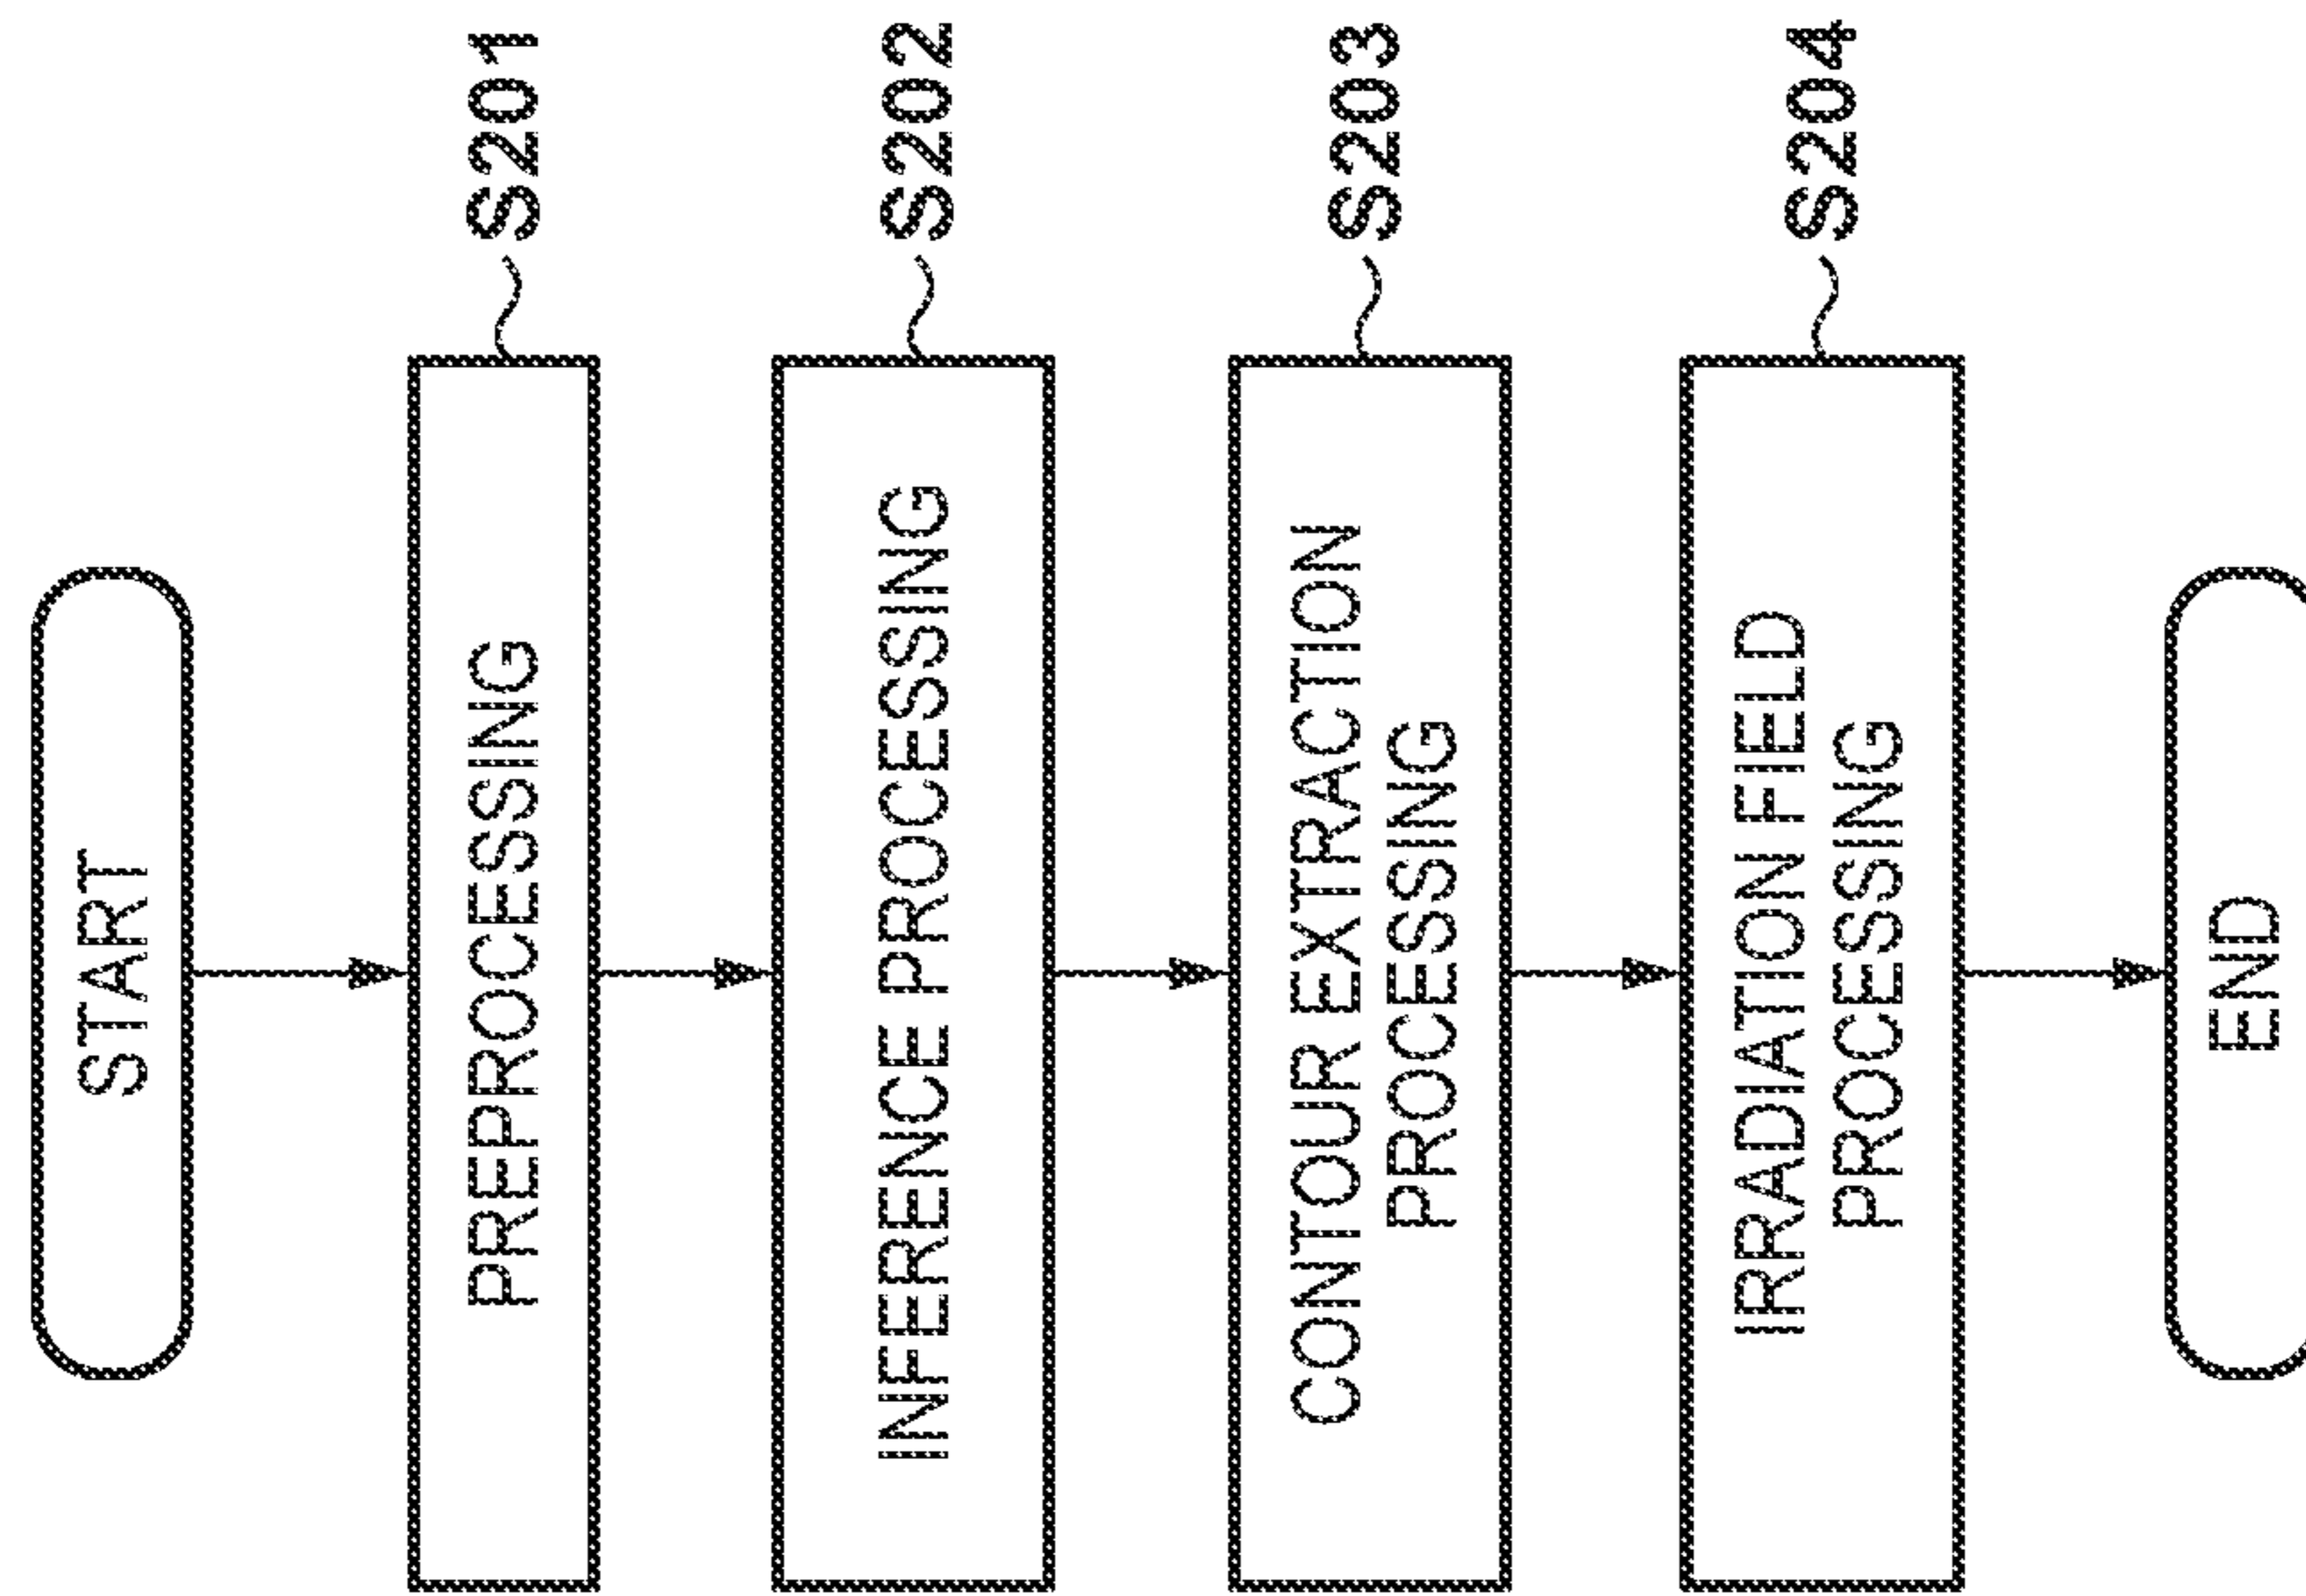 START
PREPROCESSING
S201
INFERENCE PROCESSING
S202
CONTOUR EXTRACTION
PROCESSING
S203
IRRADIATION FIELD
PROCESSING
S204
END